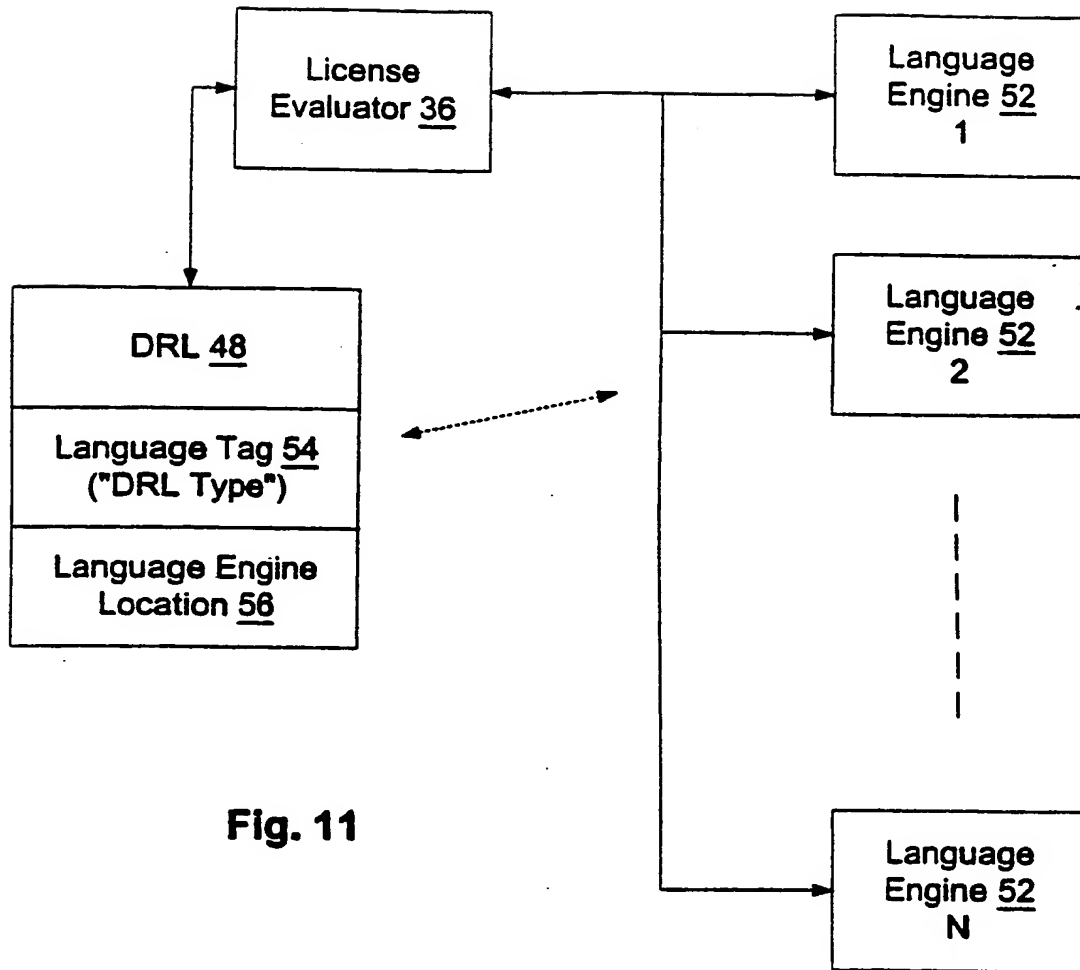 License
Evaluator 36
Language
Engine 52
1
Language
Engine 52
2
DRL 48
Language Tag 54
("DRL Type")
Language Engine
Location 56
Fig. 11
Language
Engine 52
N